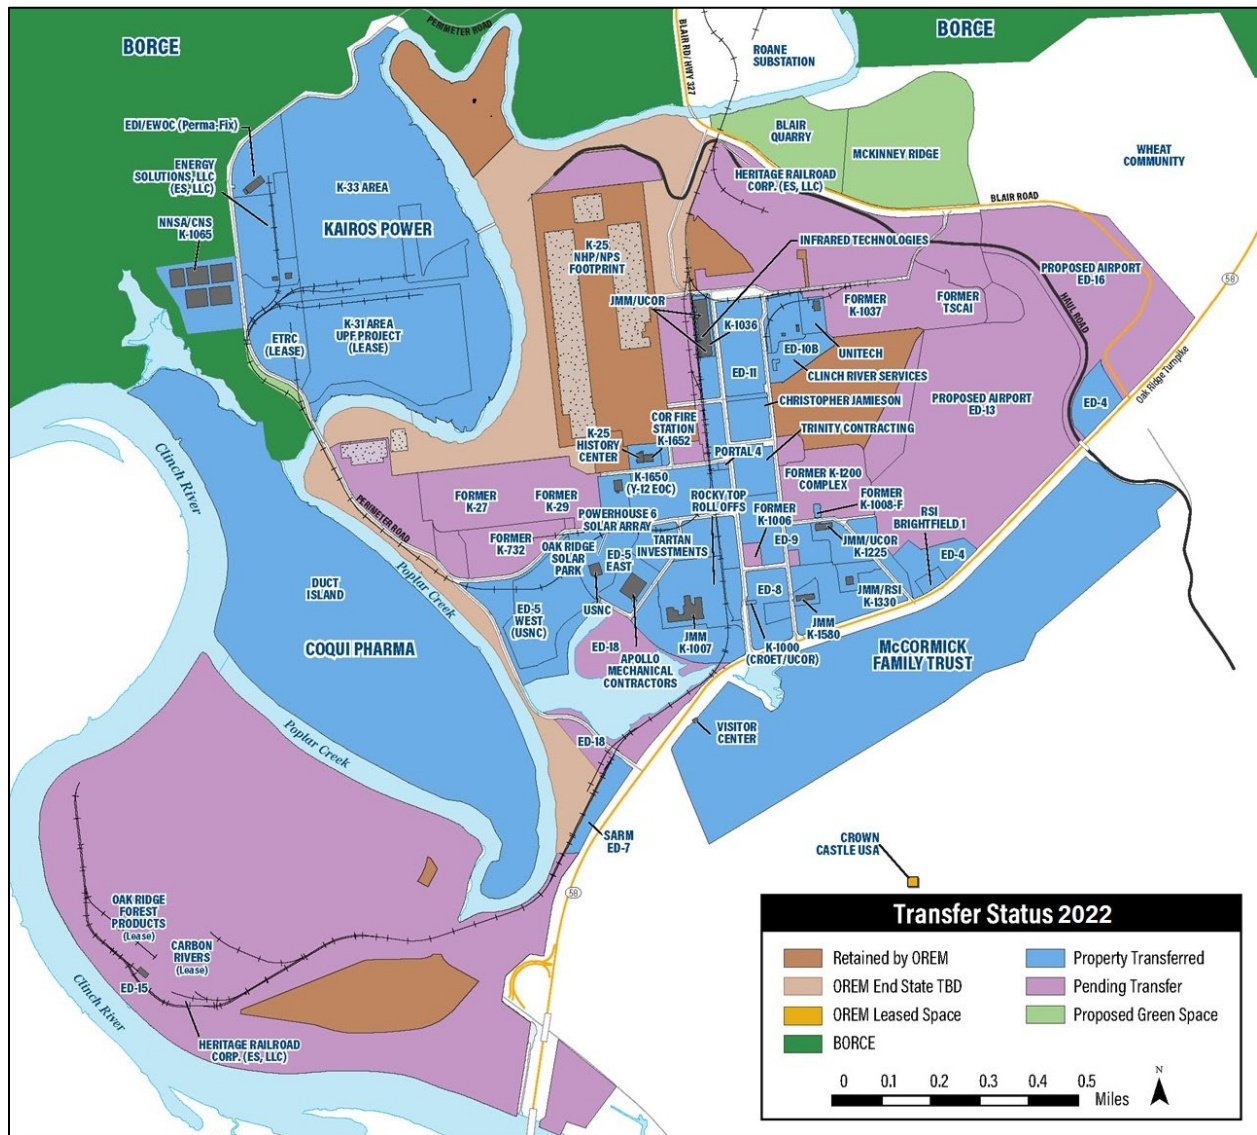 BORCE
PERIMETER ROAD
BLAIR RD/ HWY 327
ROANE
SUBSTATION
BORCE
EDI/EWOC (Perma-Fix)
ENERGY
SOLUTIONS, LLC
(ES, LLC)
NNSA/CNS
K-1065
K-33 AREA
KAIROS POWER
BLAIR
QUARRY
MCKINNEY RIDGE
WHEAT
COMMUNITY
HERITAGE RAILROAD
CORP. (ES, LLC)
BLAIR ROAD
K-25
NHP/NPS
FOOTPRINT
INFRARED TECHNOLOGIES
PROPOSED AIRPORT
ED-16
58
JMM/UCOR
K-1036
FORMER
K-1037
FORMER
TSCAI
HAUL ROAD
ETRC
(LEASE)
K-31 AREA
UPF PROJECT
(LEASE)
ED-10B
UNITECH
ED-11
CLINCH RIVER SERVICES
Oak Ridge Turnpike
CHRISTOPHER JAMIESON
PROPOSED AIRPORT
ED-13
ED-4
COR FIRE
STATION
K-1652
K-25
HISTORY
CENTER
TRINITY CONTRACTING
PORTAL 4
Clinch River
K-1650
(Y-12 EOC)
FORMER K-1200
COMPLEX
FORMER
K-27
FORMER
K-29
ROCKY TOP
ROLL OFFS
FORMER
K-1008-F
PERIMETER ROAD
POWERHOUSE 6
SOLAR ARRAY
FORMER
K-1006
RSI
BRIGHTFIELD 1
FORMER
K-732
OAK RIDGE
SOLAR
PARK
ED-5
EAST
TARTAN
INVESTMENTS
ED-9
JMM/UCOR
K-1225
ED-4
DUCT
ISLAND
Poplar Creek
ED-5
WEST
(USNC)
USNC
ED-8
JMM/RSI
K-1330
JMM
K-1007
JMM
K-1580
K-1000
(CROET/UCOR)
COQUI PHARMA
ED-18
APOLLO
MECHANICAL
CONTRACTORS
McCORMICK
FAMILY TRUST
Poplar Creek
ED-18
VISITOR
CENTER
SARM
ED-7
CROWN
CASTLE USA
58
OAK RIDGE
FOREST
PRODUCTS
(Lease)
CARBON
RIVERS
(Lease)
ED-15
Clinch River
HERITAGE RAILROAD
CORP. (ES, LLC)
Transfer Status 2022
Retained by OREM
Property Transferred
OREM End State TBD
Pending Transfer
OREM Leased Space
Proposed Green Space
BORCE
0 0.1 0.2 0.3 0.4 0.5
Miles
N